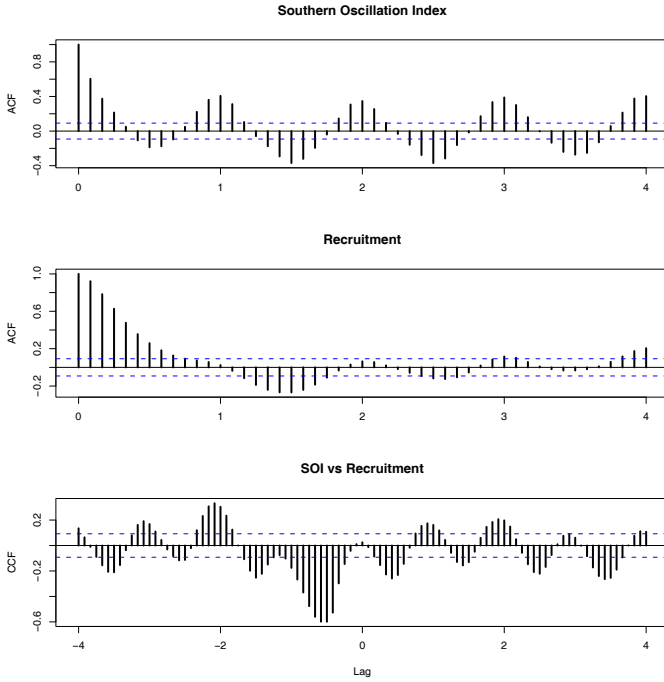 Southern Oscillation Index
ACF
0.8
0.4
0.0
−0.4
0 1 2 3 4
Recruitment
ACF
1.0
0.6
0.2
−0.2
0 1 2 3 4
SOI vs Recruitment
CCF
0.2
−0.2
−0.6
−4 −2 0 2 4
Lag